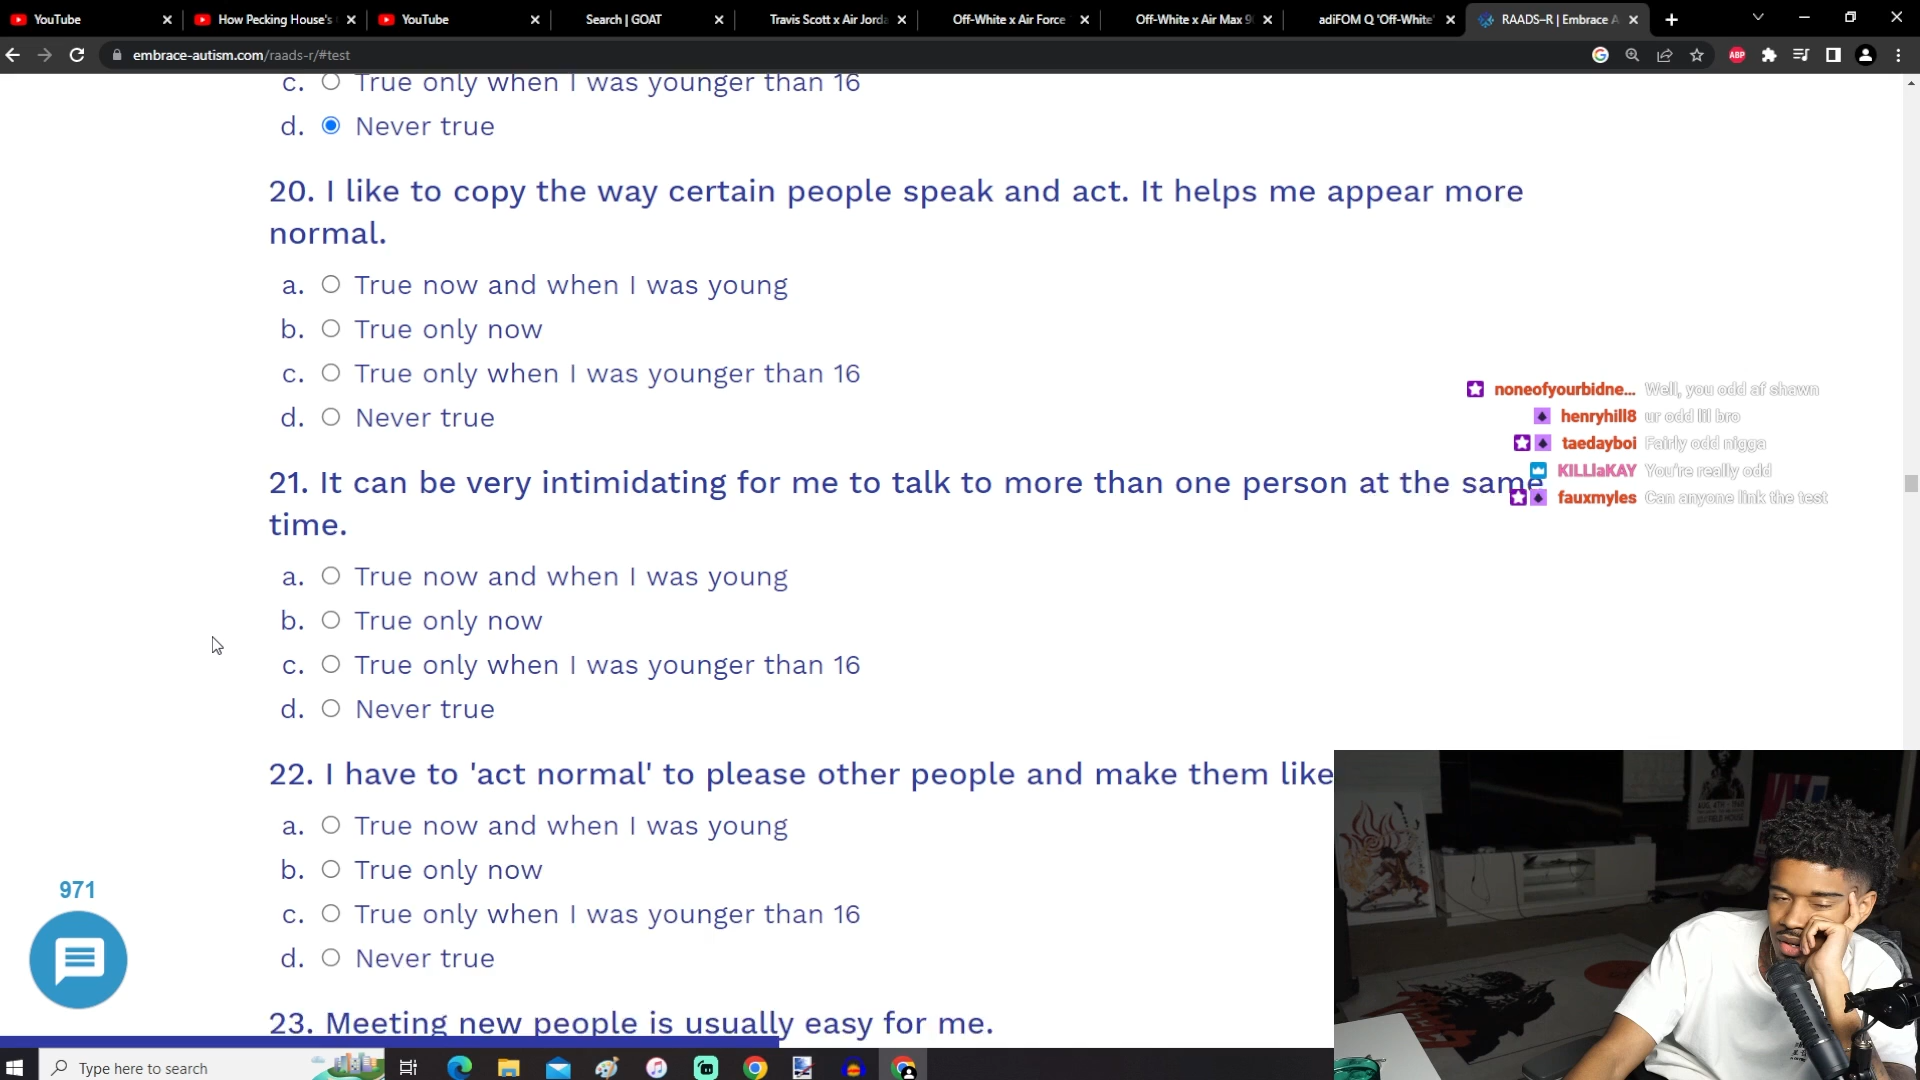 YouTube
How Pecking House's
YouTube
Search | GOAT
Travis Scott x Air Jorda
Off-White x Air Force
Off-White x Air Max 9
adiFOM Q 'Off-White'
RAADS–R | Embrace A
embrace-autism.com/raads-r/#test
ABP
c. True only when I was younger than 16
d. Never true
20. I like to copy the way certain people speak and act. It helps me appear more
normal.
a. True now and when I was young
b. True only now
c. True only when I was younger than 16
d. Never true
noneofyourbidne... Well, you odd af shawn
henryhill8 ur odd lil bro
taedayboi Fairly odd nigga
KILLlaKAY You're really odd
fauxmyles Can anyone link the test
21. It can be very intimidating for me to talk to more than one person at the same
time.
a. True now and when I was young
b. True only now
c. True only when I was younger than 16
d. Never true
22. I have to 'act normal' to please other people and make them like
a. True now and when I was young
b. True only now
c. True only when I was younger than 16
d. Never true
971
23. Meeting new people is usually easy for me.
Type here to search